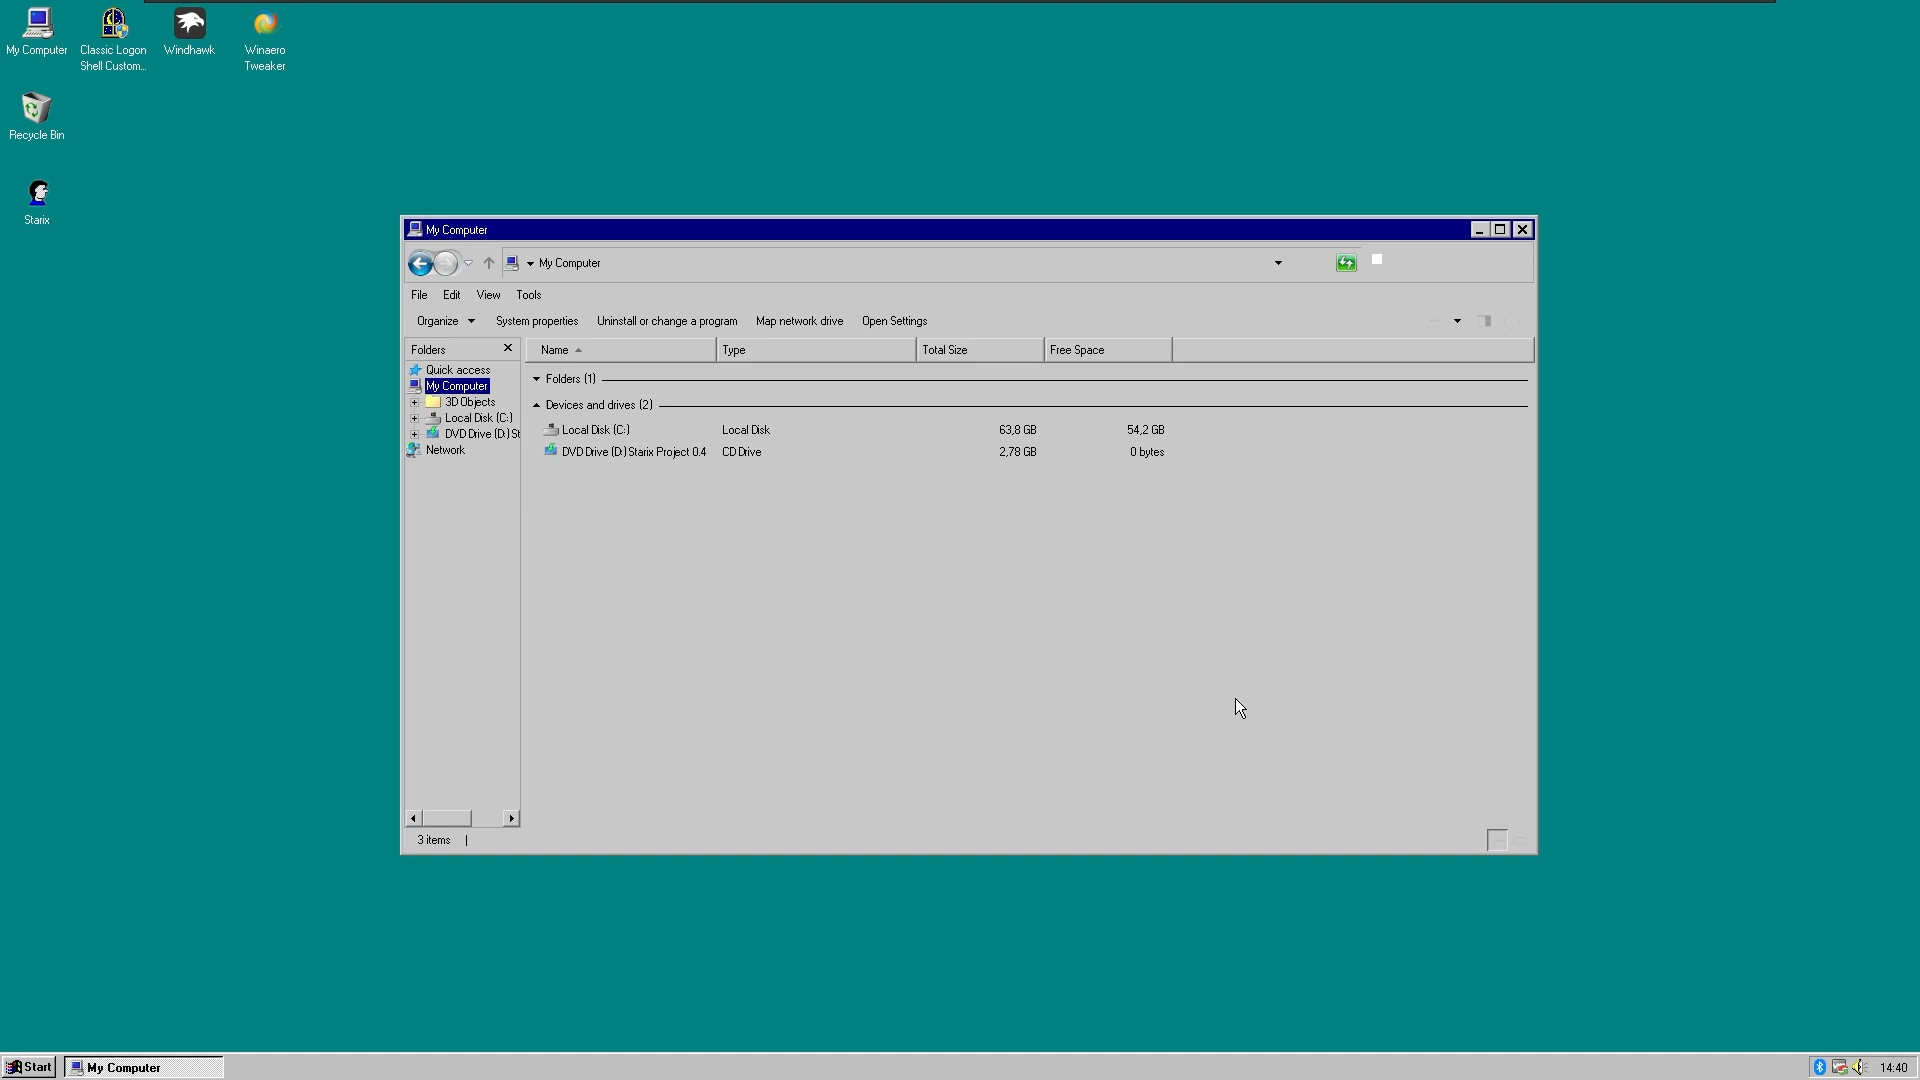 My Computer
Classic Logon
Shell Custom...
Windhawk
Winaero
Tweaker
Recycle Bin
Starix
My Computer
My Computer
File Edit View Tools
Organize System properties Uninstall or change a program Map network drive Open Settings
Folders
Name Type Total Size Free Space
Quick access
My Computer
3D Objects
Local Disk (C:)
DVD Drive (D:) St
Network
Folders (1)
Devices and drives (2)
Local Disk (C:) Local Disk 63,8 GB 54,2 GB
DVD Drive (D:) Starix Project 0.4 CD Drive 2,78 GB 0 bytes
3 items
Start
My Computer
14:40